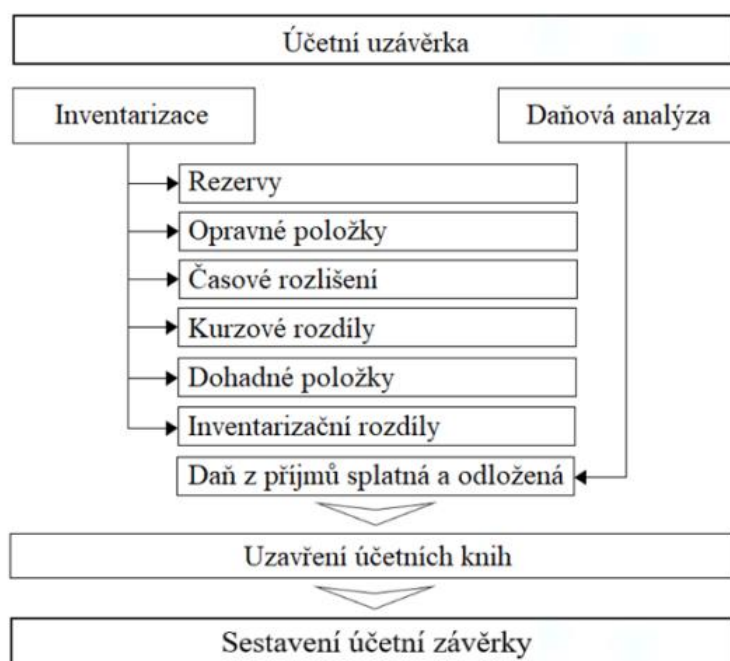 Účetní uzávěrka
Inventarizace
Daňová analýza
Rezervy
Opravné položky
Časové rozlišení
Kurzové rozdíly
Dohadné položky
Inventarizační rozdíly
Daň z příjmů splatná a odložená
Uzavření účetních knih
Sestavení účetní závěrky